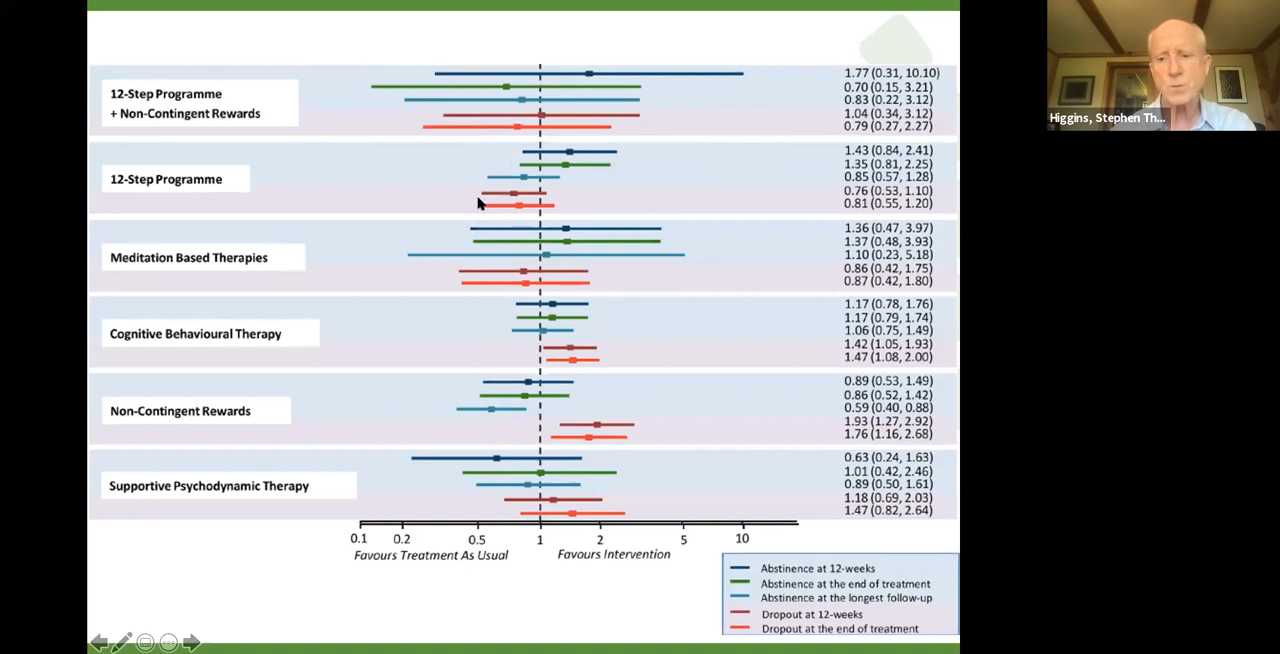 12-Step Programme
+ Non-Contingent Rewards
1.77 (0.31, 10.10)
0.70 (0.15, 3.21)
0.83 (0.22, 3.12)
1.04 (0.34, 3.12)
0.79 (0.27, 2.27)
12-Step Programme
1.43 (0.84, 2.41)
1.35 (0.81, 2.25)
0.85 (0.57, 1.28)
0.76 (0.53, 1.10)
0.81 (0.55, 1.20)
Meditation Based Therapies
1.36 (0.47, 3.97)
1.37 (0.48, 3.93)
1.10 (0.23, 5.18)
0.86 (0.42, 1.75)
0.87 (0.42, 1.80)
Cognitive Behavioural Therapy
1.17 (0.78, 1.76)
1.17 (0.79, 1.74)
1.06 (0.75, 1.49)
1.42 (1.05, 1.93)
1.47 (1.08, 2.00)
Non-Contingent Rewards
0.89 (0.53, 1.49)
0.86 (0.52, 1.42)
0.59 (0.40, 0.88)
1.93 (1.27, 2.92)
1.76 (1.16, 2.68)
Supportive Psychodynamic Therapy
0.63 (0.24, 1.63)
1.01 (0.42, 2.46)
0.89 (0.50, 1.61)
1.18 (0.69, 2.03)
1.47 (0.82, 2.64)
0.1 0.2 0.5 1 2 5 10
Favours Treatment As Usual Favours Intervention
Abstinence at 12-weeks
Abstinence at the end of treatment
Abstinence at the longest follow-up
Dropout at 12-weeks
Dropout at the end of treatment
Higgins, Stephen Th...